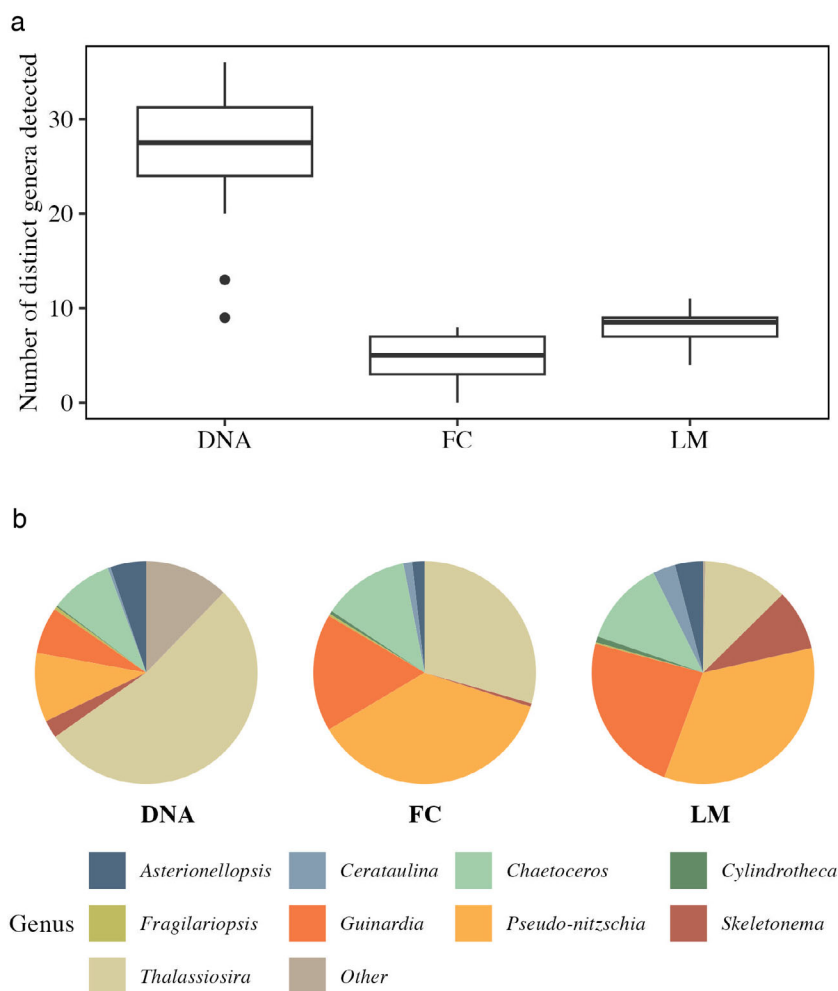 a
Number of distinct genera detected
30
20
10
0
DNA FC LM
b
DNA FC LM
Genus
Asterionellopsis Cerataulina Chaetoceros Cylindrotheca
Fragilariopsis Guinardia Pseudo-nitzschia Skeletonema
Thalassiosira Other